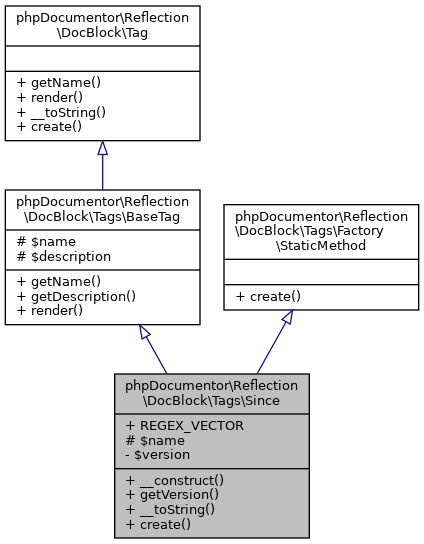 phpDocumentor\Reflection
\DocBlock\Tag
+ getName()
+ render()
+ __toString()
+ create()
phpDocumentor\Reflection
\DocBlock\Tags\BaseTag
# $name
# $description
+ getName()
+ getDescription()
+ render()
phpDocumentor\Reflection
\DocBlock\Tags\Factory
\StaticMethod
+ create()
phpDocumentor\Reflection
\DocBlock\Tags\Since
+ REGEX_VECTOR
# $name
- $version
+ __construct()
+ getVersion()
+ __toString()
+ create()